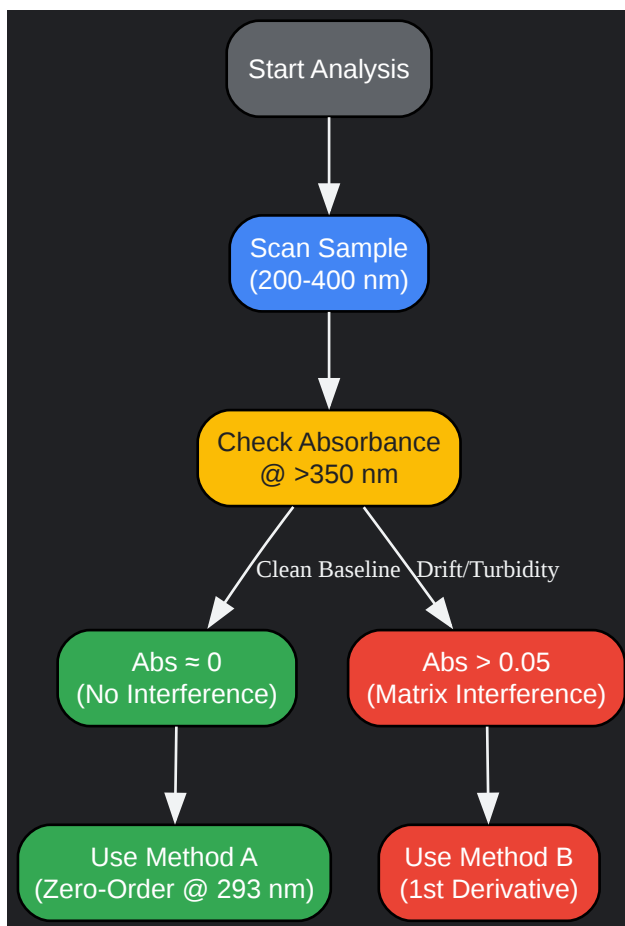 Start Analysis
Scan Sample
(200-400 nm)
Check Absorbance
@ >350 nm
Clean Baseline
Drift/Turbidity
Abs ≈ 0
(No Interference)
Abs > 0.05
(Matrix Interference)
Use Method A
(Zero-Order @ 293 nm)
Use Method B
(1st Derivative)